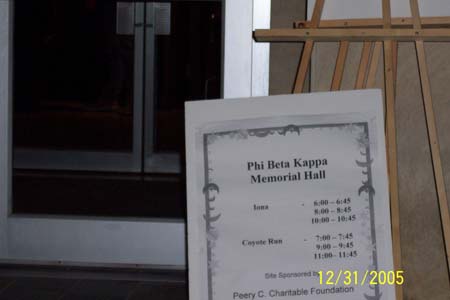 Phi Beta Kappa
Memorial Hall
Iona - 6:00 – 6:45
8:00 – 8:45
10:00 – 10:45
Coyote Run - 7:00 – 7:45
9:00 – 9:45
11:00 - 11:45
Site Sponsored by
Peery C. Charitable Foundation
12/31/2005